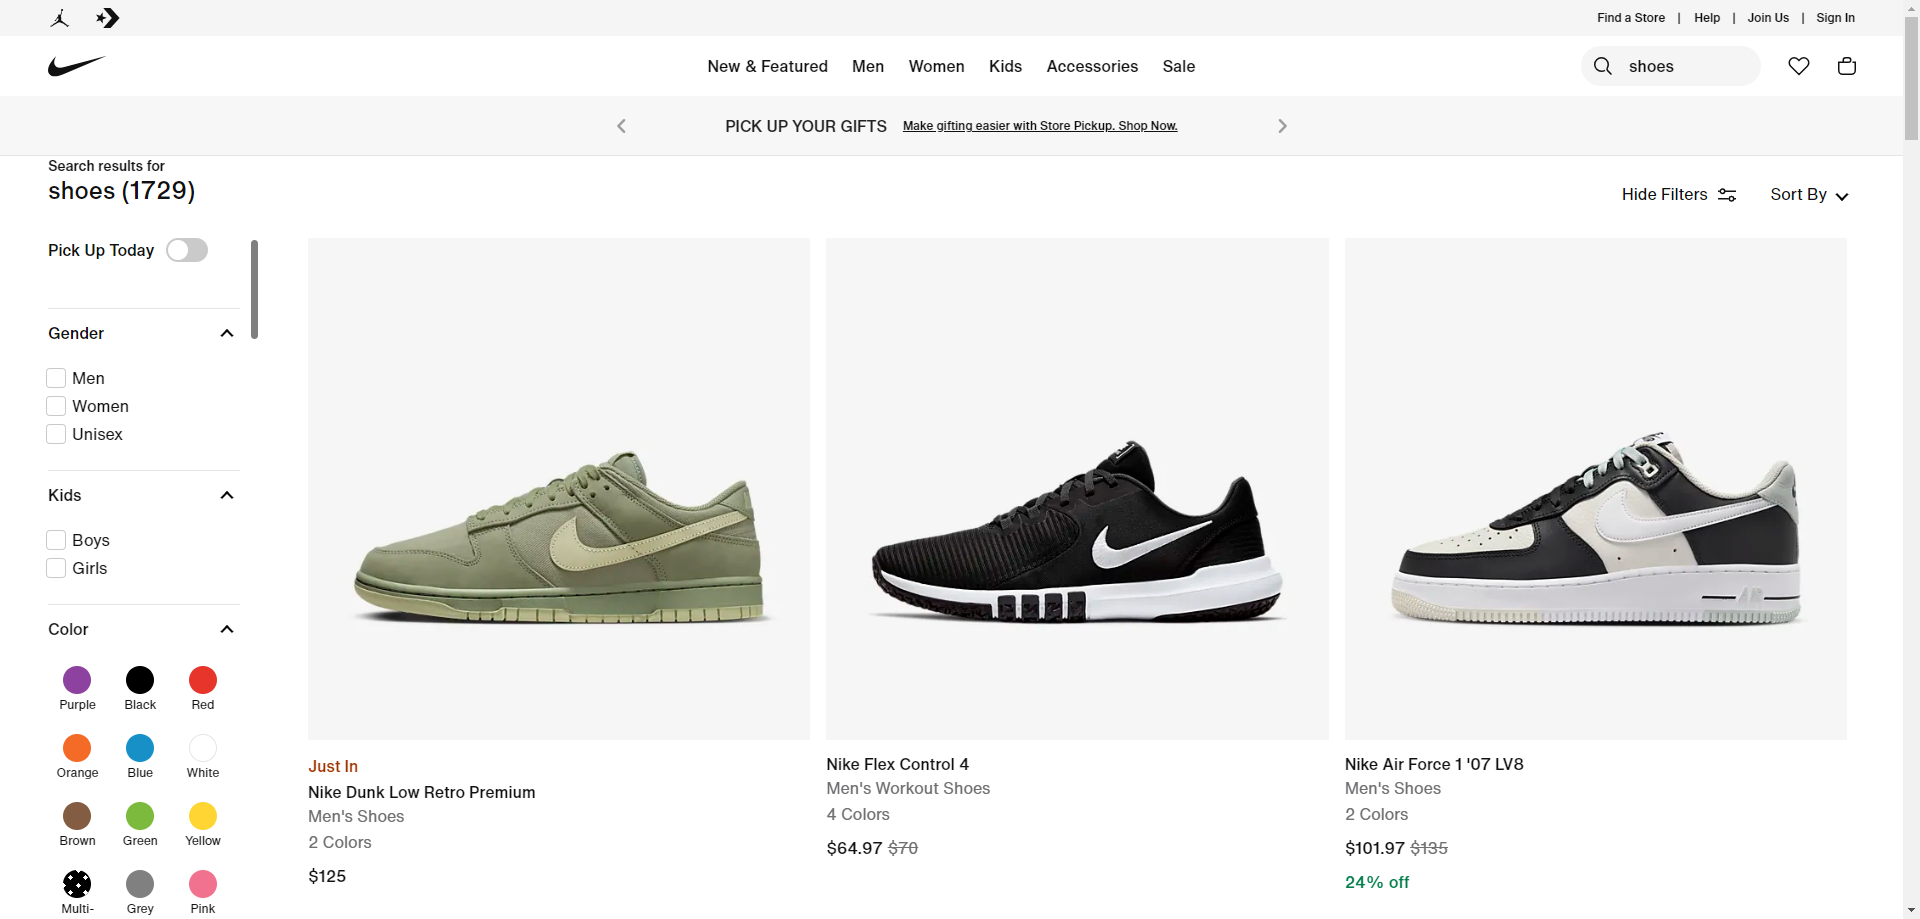 Find a Store | Help | Join Us | Sign In
New & Featured Men Women Kids Accessories Sale
shoes
PICK UP YOUR GIFTS Make gifting easier with Store Pickup. Shop Now.
Search results for
shoes (1729)
Hide Filters
Sort By
Pick Up Today
Gender
Men
Women
Unisex
Kids
Boys
Girls
Color
Purple Black Red
Orange Blue White
Brown Green Yellow
Multi- Grey Pink
Just In
Nike Dunk Low Retro Premium
Men's Shoes
2 Colors
$125
Nike Flex Control 4
Men's Workout Shoes
4 Colors
$64.97 $70
AIR
Nike Air Force 1 '07 LV8
Men's Shoes
2 Colors
$101.97 $135
24% off